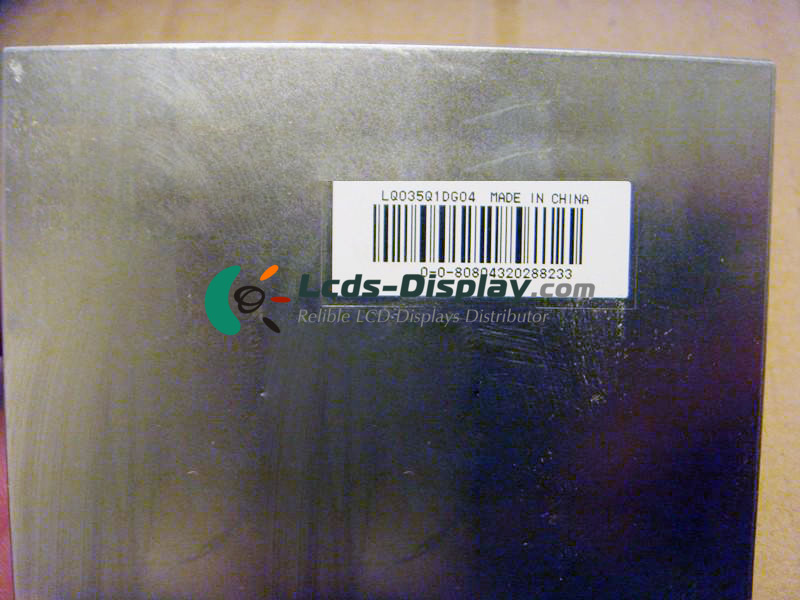 LQ035Q1DG04 MADE IN CHINA
0=0-80804320288233
Lcds-Display.com
Relible LCD-Displays Distributor